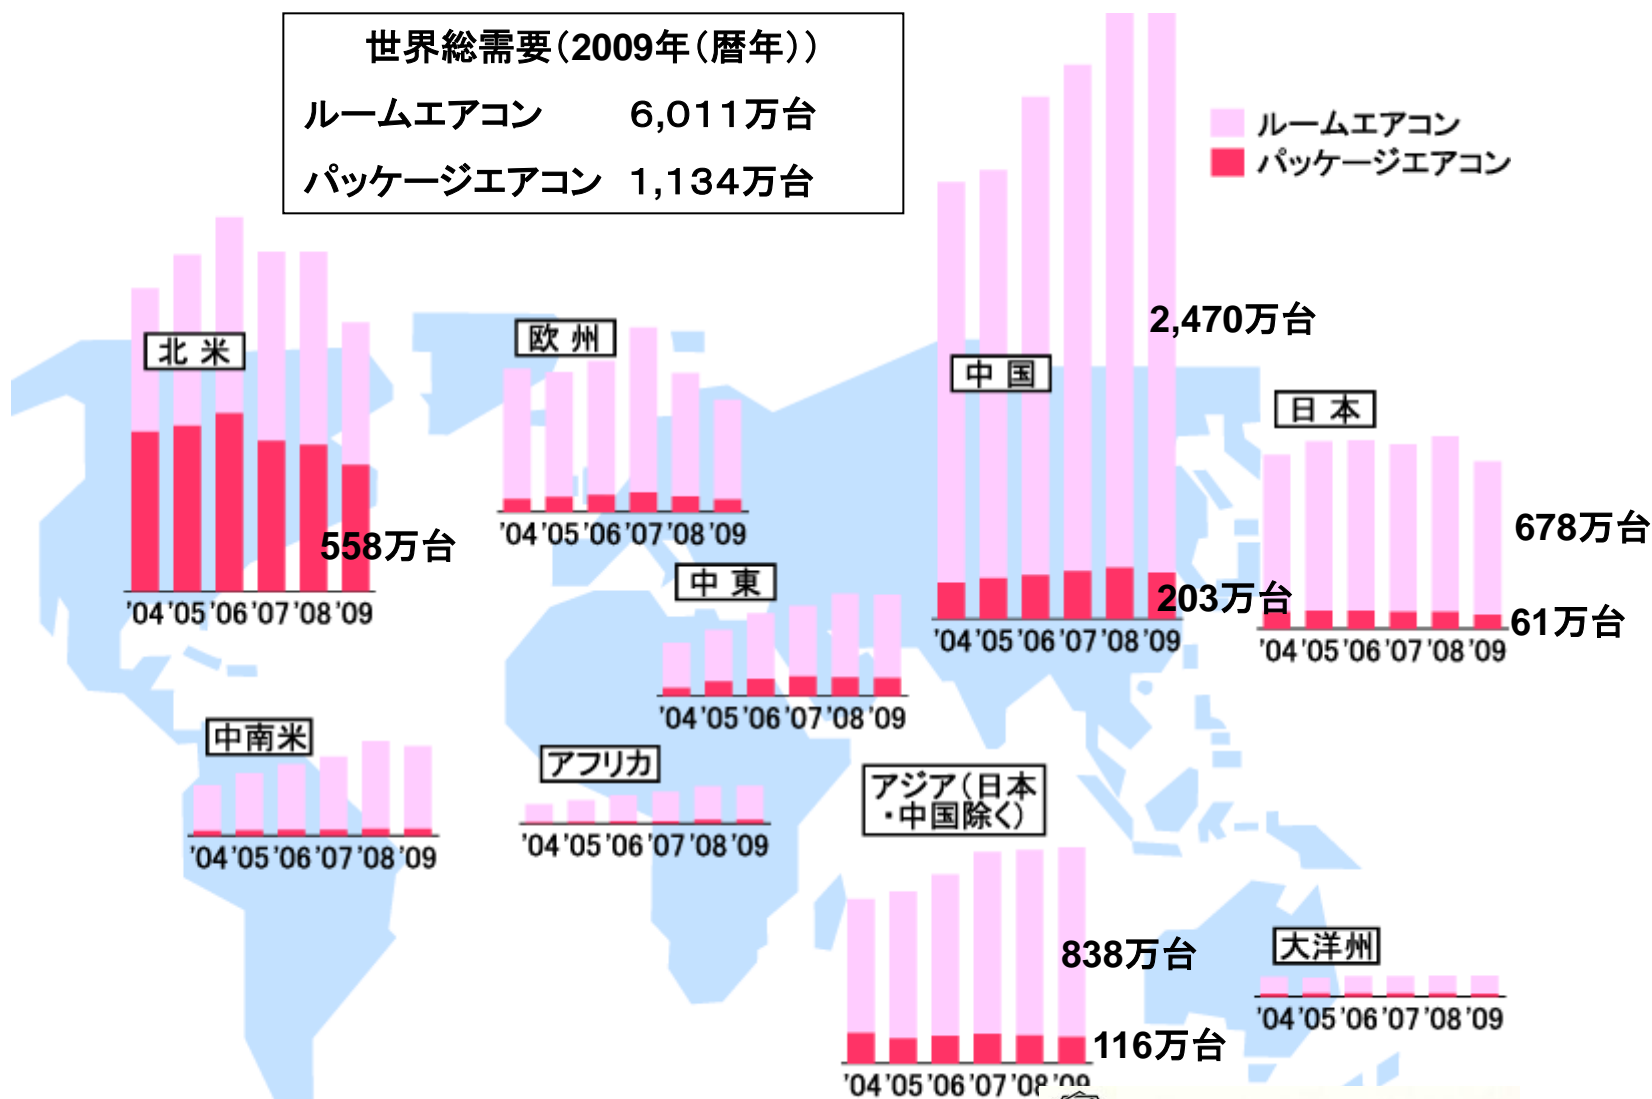 世界総需要(2009年(暦年))
ルームエアコン 6,011万台
パッケージエアコン 1,134万台
ルームエアコン
パッケージエアコン
北米
558万台
'04 '05 '06 '07 '08 '09
欧州
'04 '05 '06 '07 '08 '09
中国
2,470万台
203万台
'04 '05 '06 '07 '08 '09
日本
678万台
61万台
'04 '05 '06 '07 '08 '09
中東
'04 '05 '06 '07 '08 '09
中南米
'04 '05 '06 '07 '08 '09
アフリカ
'04 '05 '06 '07 '08 '09
アジア(日本
・中国除く)
838万台
116万台
'04 '05 '06 '07 '08 '09
大洋州
'04 '05 '06 '07 '08 '09